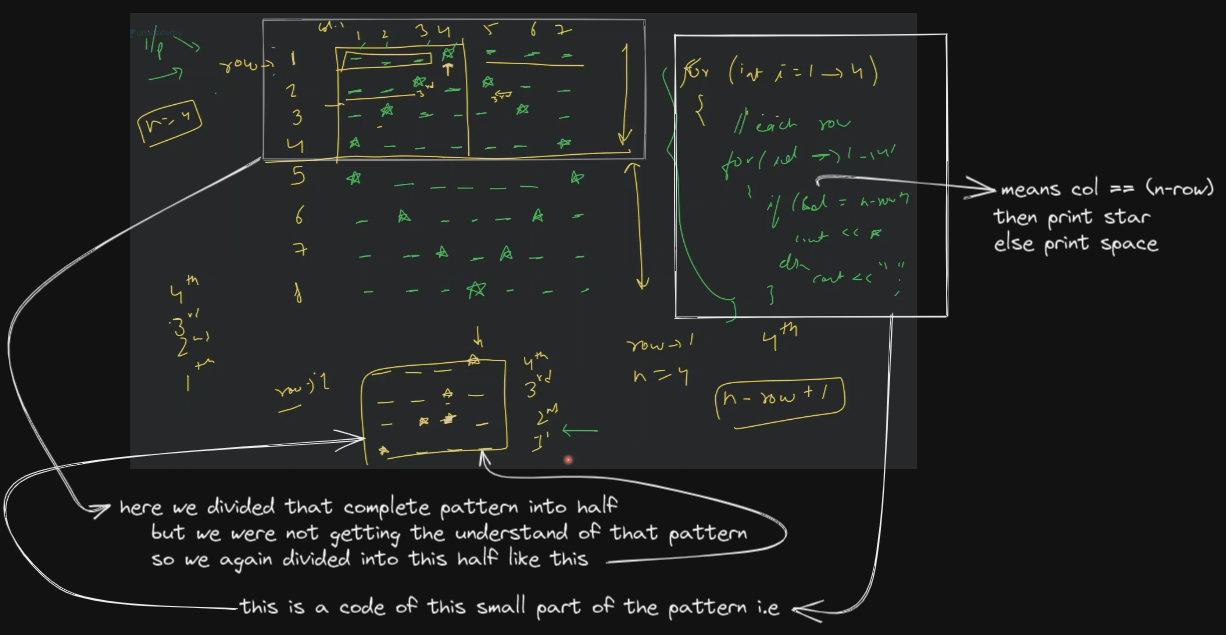 I/p
n=4
col-1
1 2 3 4 5 6 7
row→ 1
2 3rd 3rd
3
4
5
6
7
8
for (int i=1→4)
{
// each row
for(col → 1→4)
{ if (col = n-row)
cout << *
else
cout << " " ;
}
}
means col == (n-row)
then print star
else print space
4th
3rd
2nd
1th
row→1
4th
3rd
2nd
1st
row→1 4th
n=4
n-row+1
here we divided that complete pattern into half
but we were not getting the understand of that pattern
so we again divided into this half like this
this is a code of this small part of the pattern i.e